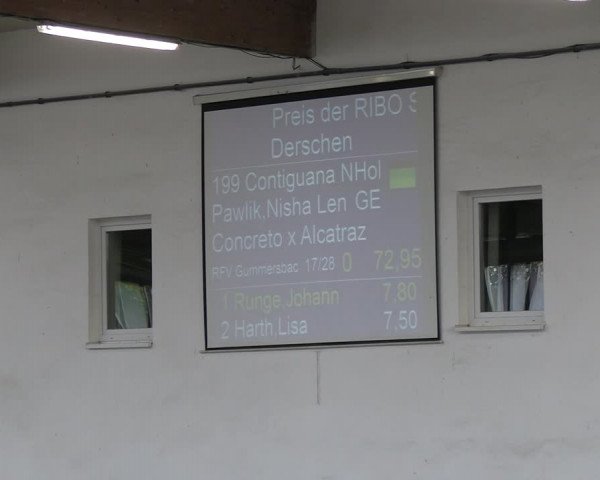 Preis der RIBO S
Derschen
199 Contiguana NHol
Pawlik,Nisha Len GE
Concreto x Alcatraz
RFV Gummersbac 17/28 0 72,95
1 Runge,Johann 7,80
2 Harth,Lisa 7,50